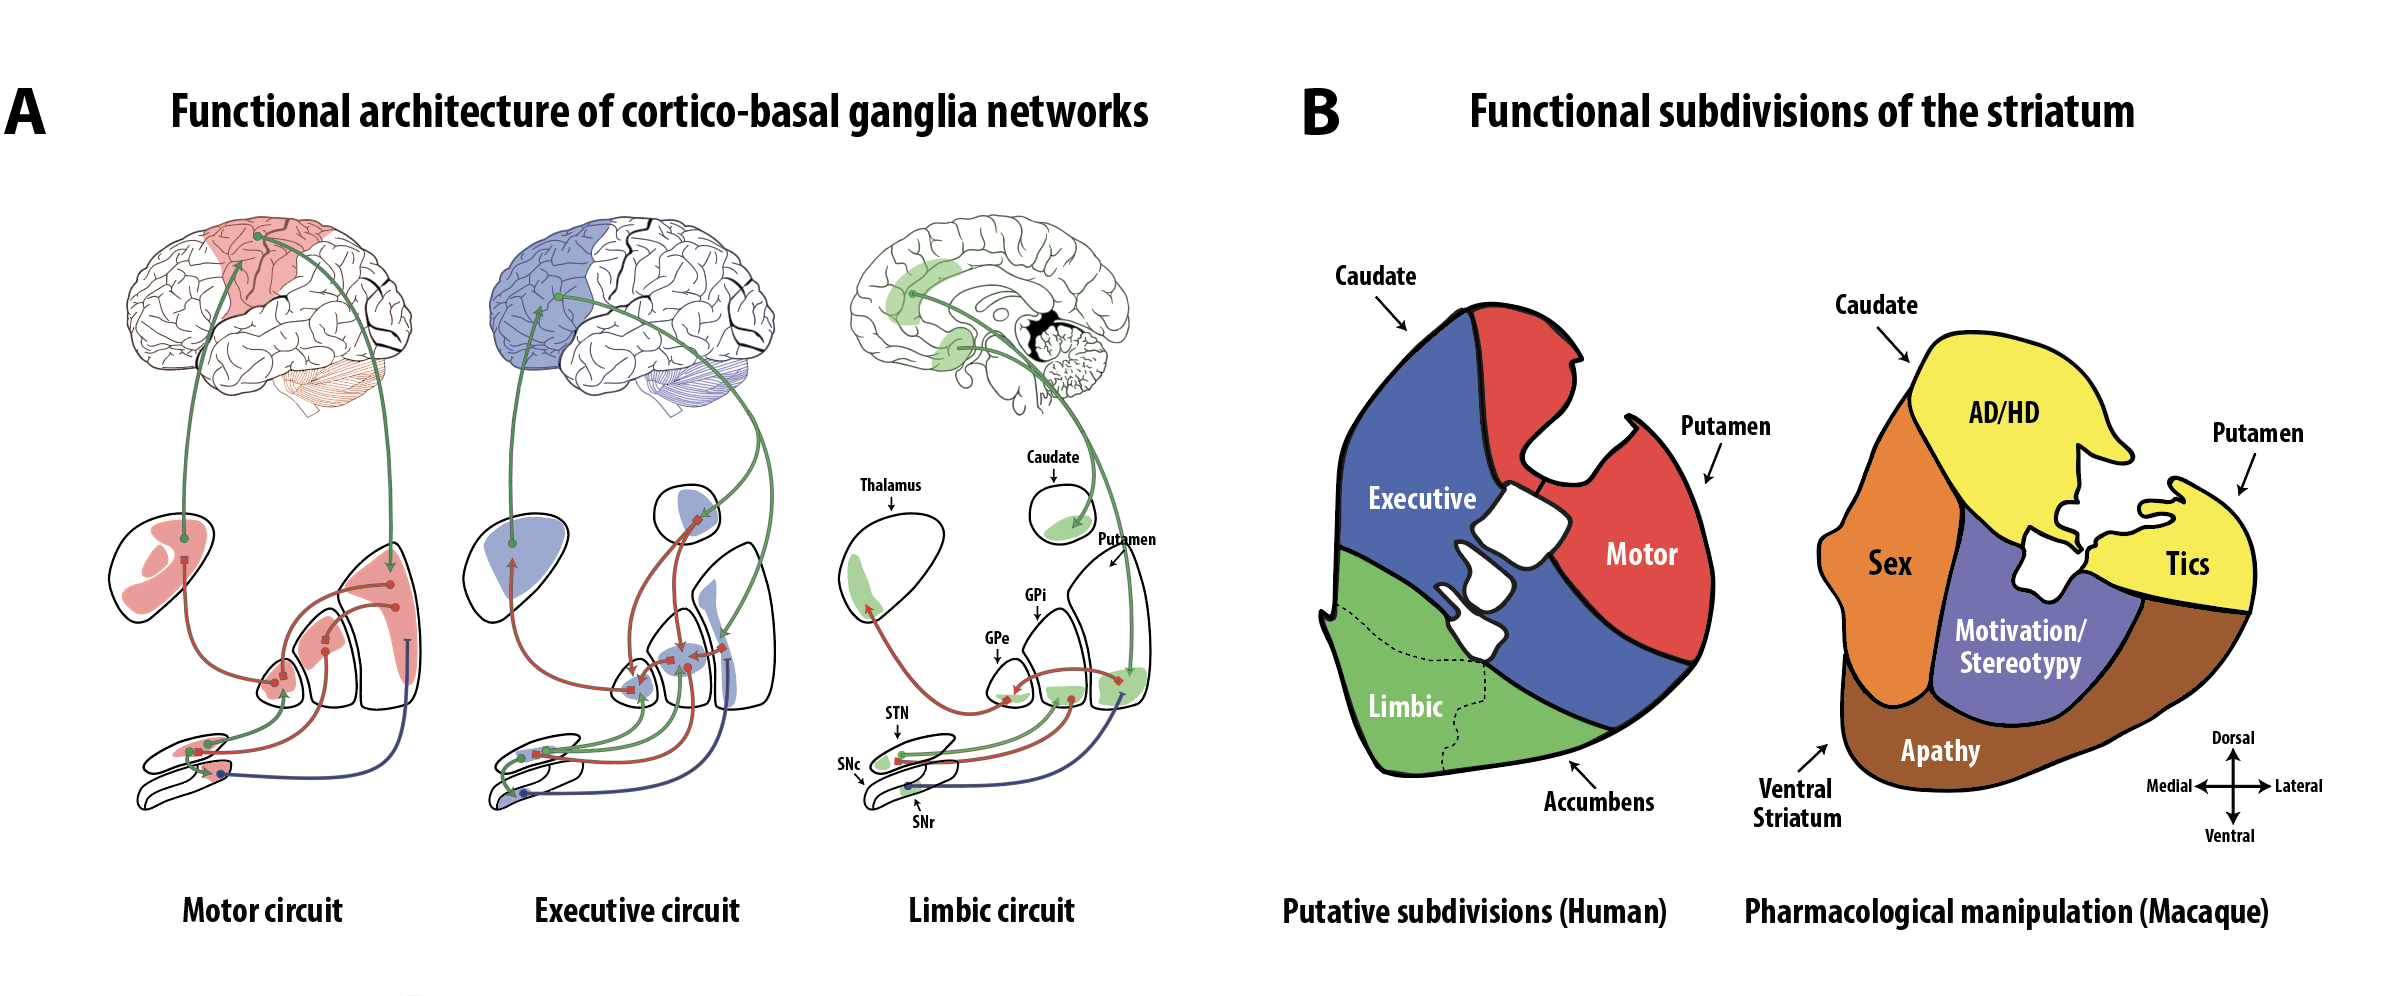 A
Functional architecture of cortico-basal ganglia networks
Thalamus
Caudate
Putamen
GPi
GPe
STN
SNc
SNr
Motor circuit
Executive circuit
Limbic circuit
B
Functional subdivisions of the striatum
Caudate
Putamen
Executive
Motor
Limbic
Accumbens
Caudate
Putamen
AD/HD
Sex
Tics
Motivation/
Stereotypy
Apathy
Ventral
Striatum
Dorsal
Medial
Lateral
Ventral
Putative subdivisions (Human)
Pharmacological manipulation (Macaque)